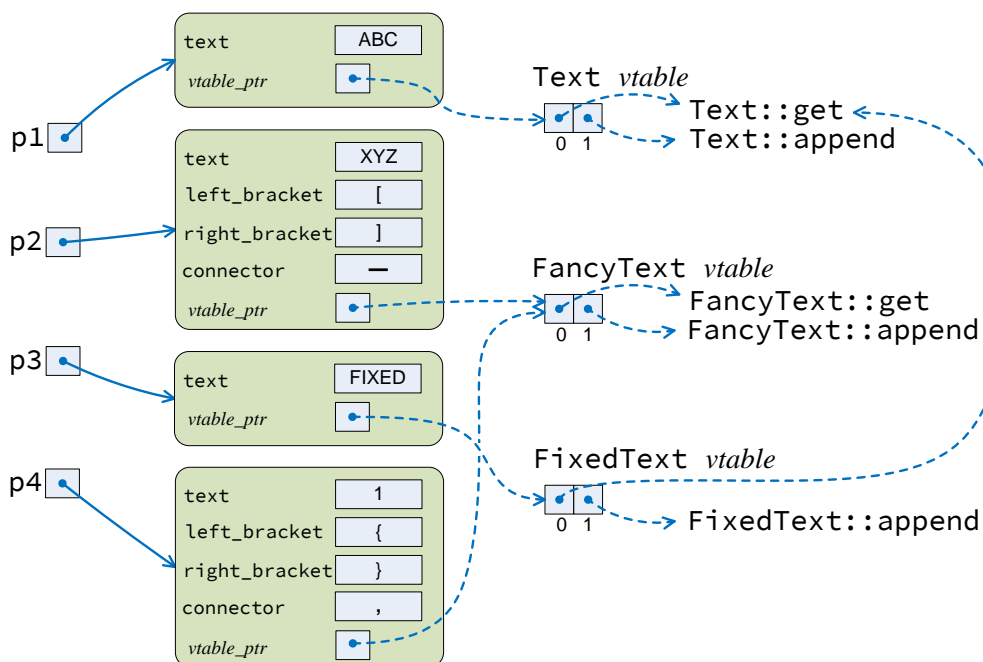 p1
text ABC
vtable_ptr
p2
text XYZ
left_bracket [
right_bracket ]
connector —
vtable_ptr
p3
text FIXED
vtable_ptr
p4
text 1
left_bracket {
right_bracket }
connector ,
vtable_ptr
Text vtable
0 1
Text::get
Text::append
FancyText vtable
0 1
FancyText::get
FancyText::append
FixedText vtable
0 1
FixedText::append